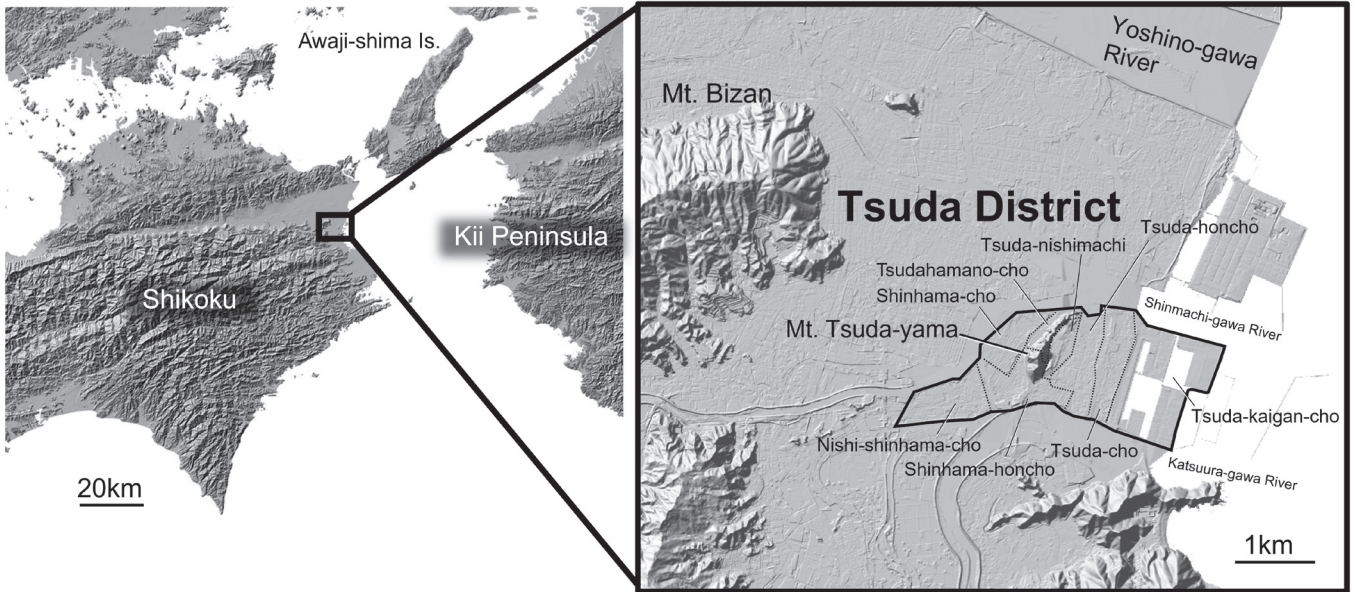 Awaji-shima Is.
Kii Peninsula
Shikoku
20km
Yoshino-gawa
River
Mt. Bizan
Tsuda District
Tsuda-honcho
Tsuda-nishimachi
Tsudahamano-cho
Shinhama-cho
Mt. Tsuda-yama
Shinmachi-gawa River
Tsuda-kaigan-cho
Nishi-shinhama-cho
Tsuda-cho
Shinhama-honcho
Katsuura-gawa River
1km